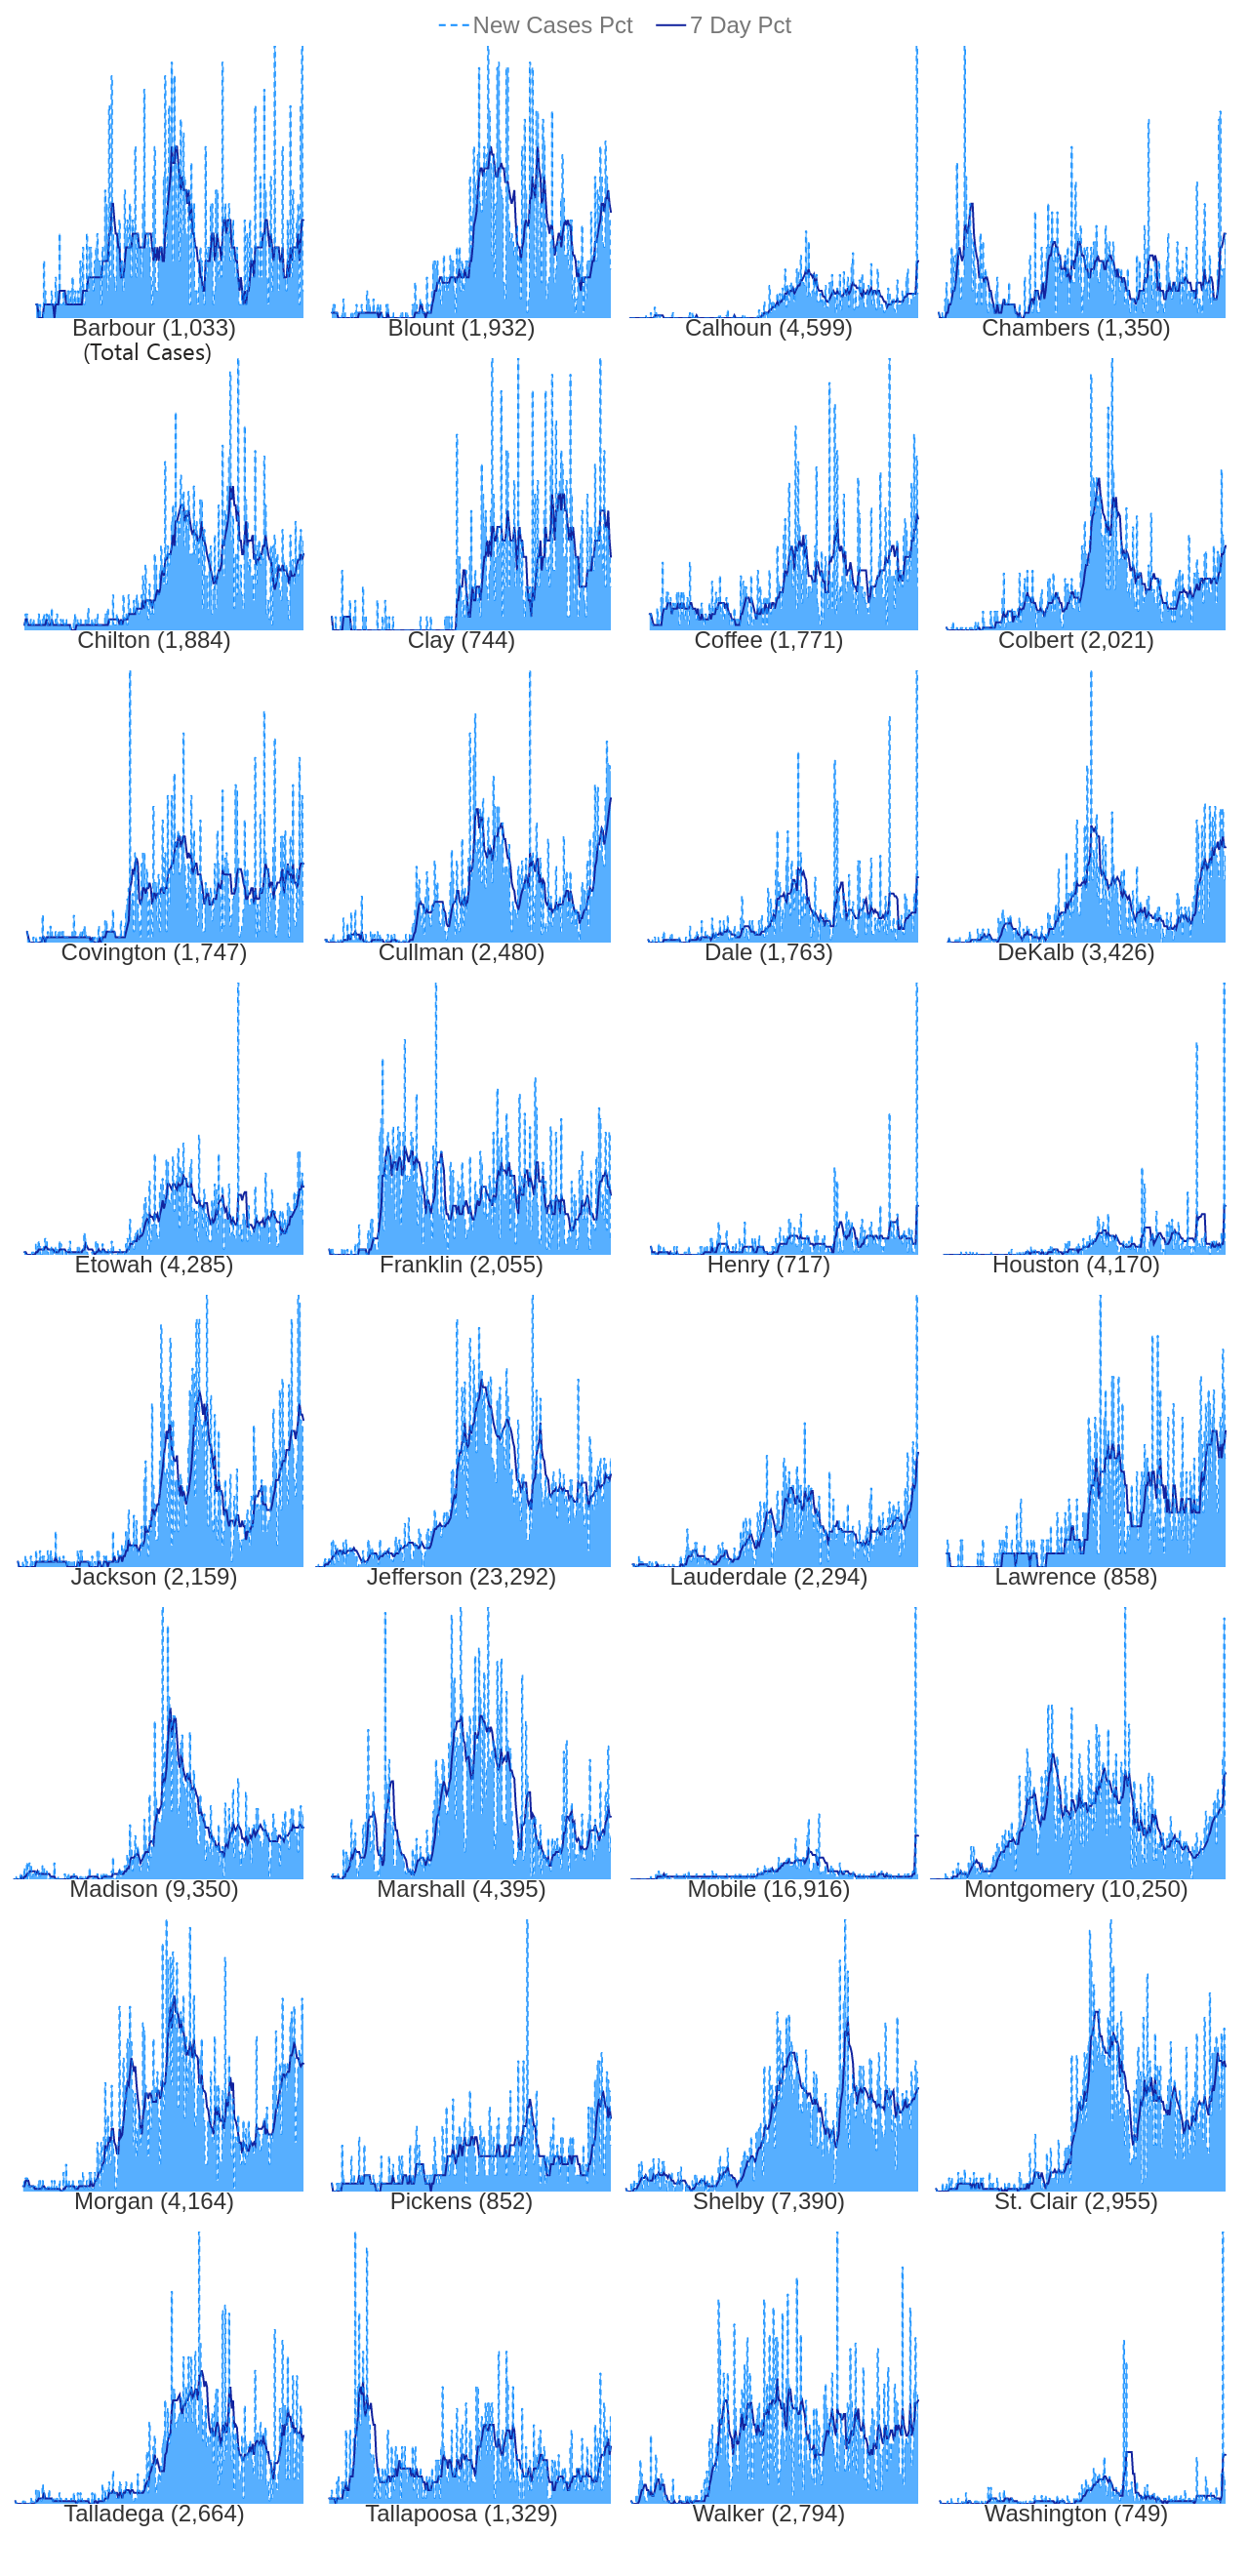 New Cases Pct 7 Day Pct
Barbour (1,033) Blount (1,932) Calhoun (4,599) Chambers (1,350)
(Total Cases)
Chilton (1,884) Clay (744) Coffee (1,771) Colbert (2,021)
Covington (1,747) Cullman (2,480) Dale (1,763) DeKalb (3,426)
Etowah (4,285) Franklin (2,055) Henry (717) Houston (4,170)
Jackson (2,159) Jefferson (23,292) Lauderdale (2,294) Lawrence (858)
Madison (9,350) Marshall (4,395) Mobile (16,916) Montgomery (10,250)
Morgan (4,164) Pickens (852) Shelby (7,390) St. Clair (2,955)
Talladega (2,664) Tallapoosa (1,329) Walker (2,794) Washington (749)